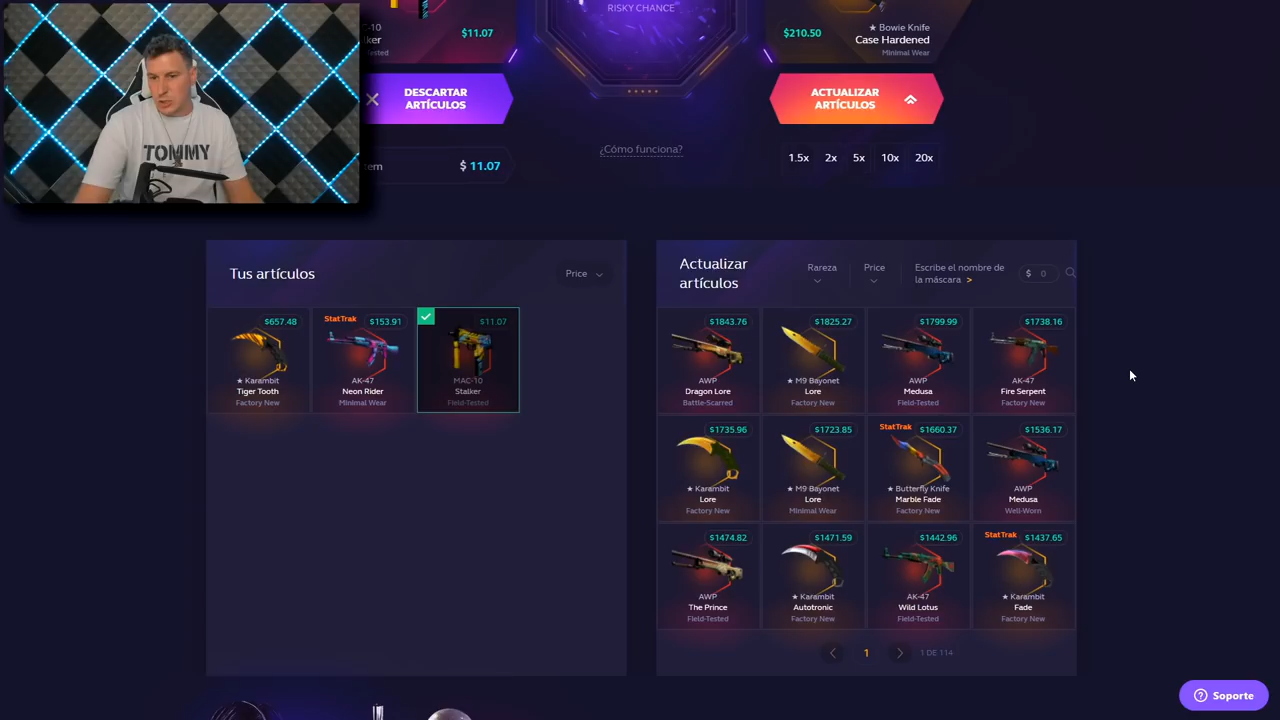 RISKY CHANCE
$11.07
$210.50
★ Bowie Knife
Case Hardened
Minimal Wear
DESCARTAR
ARTÍCULOS
ACTUALIZAR
ARTÍCULOS
¿Cómo funciona?
$ 11.07
1.5x 2x 5x 10x 20x
TOMMY
Tus artículos
Price
Actualizar
artículos
Rareza
Price
Escribe el nombre de
la máscara >
$ 0
$657.48
★ Karambit
Tiger Tooth
Factory New
StatTrak $153.91
AK-47
Neon Rider
Minimal Wear
$11.07
MAC-10
Stalker
Field-Tested
$1843.76
AWP
Dragon Lore
Battle-Scarred
$1825.27
★ M9 Bayonet
Lore
Factory New
$1799.99
AWP
Medusa
Field-Tested
$1738.16
AK-47
Fire Serpent
Factory New
$1735.96
★ Karambit
Lore
Factory New
$1723.85
★ M9 Bayonet
Lore
Minimal Wear
StatTrak $1660.37
★ Butterfly Knife
Marble Fade
Factory New
$1536.17
AWP
Medusa
Well-Worn
$1474.82
AWP
The Prince
Field-Tested
$1471.59
★ Karambit
Autotronic
Factory New
$1442.96
AK-47
Wild Lotus
Field-Tested
StatTrak $1437.65
★ Karambit
Fade
Factory New
1
1 DE 114
Soporte